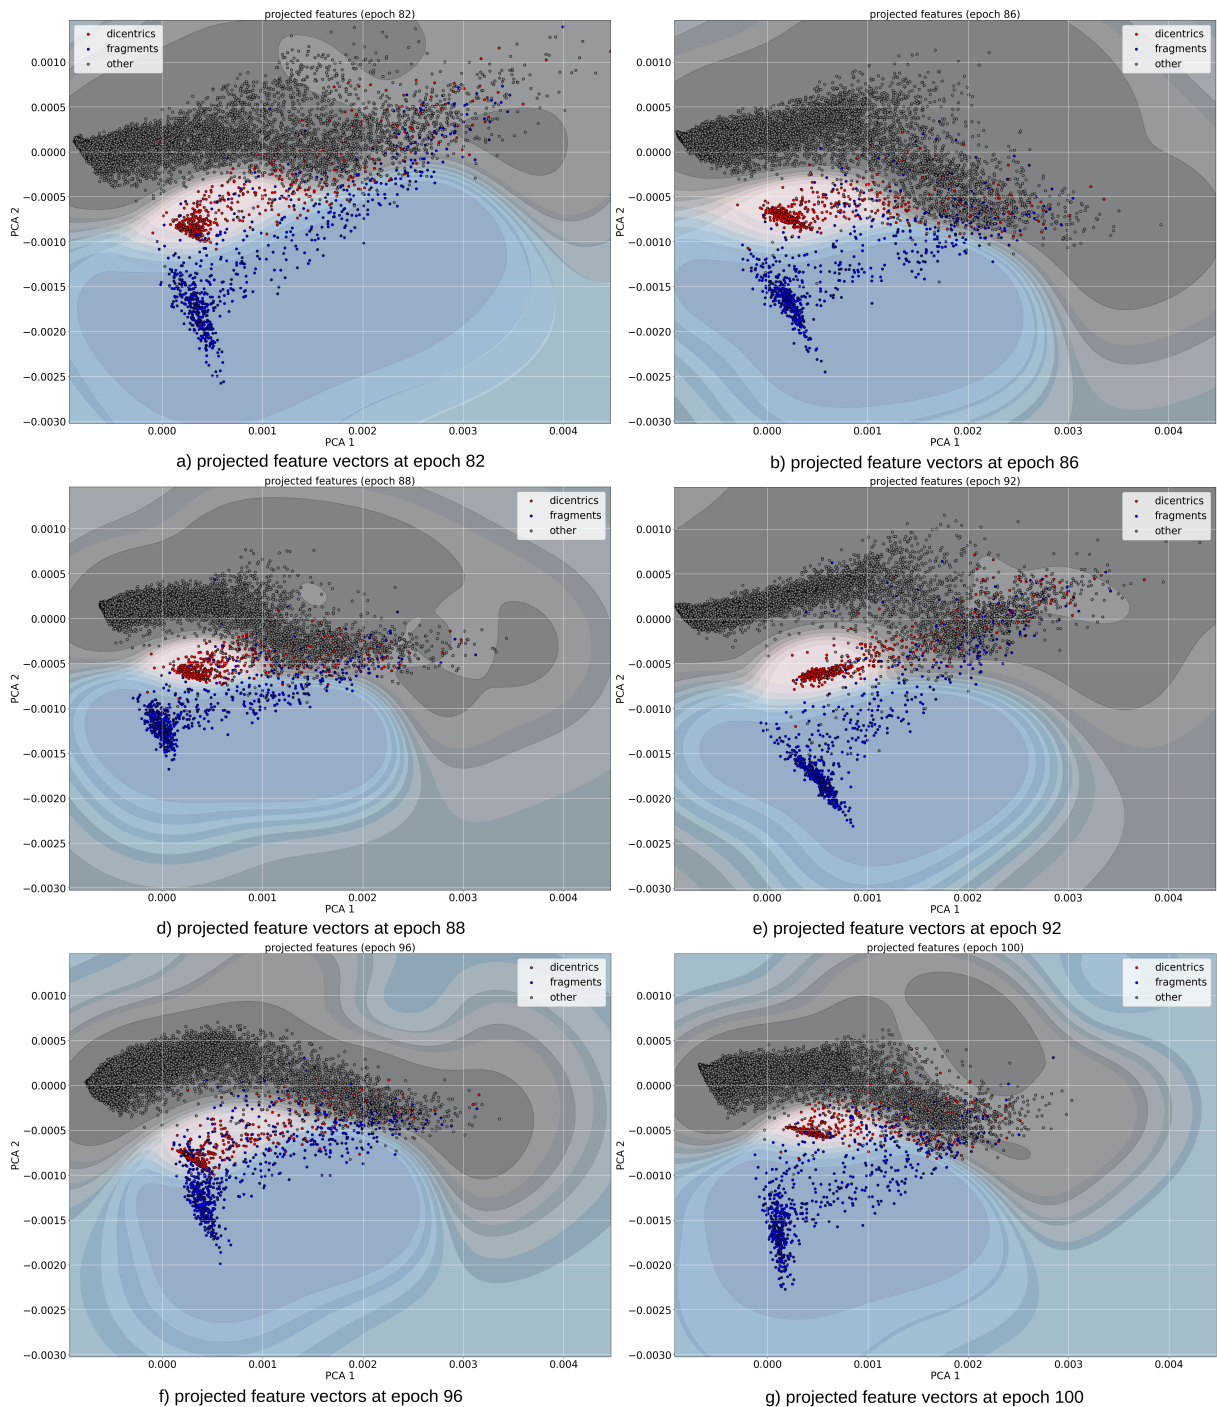 projected features (epoch 82)
dicentrics
fragments
other
0.0010
0.0005
0.0000
−0.0005
−0.0010
−0.0015
−0.0020
−0.0025
−0.0030
PCA 2
0.000 0.001 0.002 0.003 0.004
PCA 1
a) projected feature vectors at epoch 82
projected features (epoch 86)
dicentrics
fragments
other
0.0010
0.0005
0.0000
−0.0005
−0.0010
−0.0015
−0.0020
−0.0025
−0.0030
PCA 2
0.000 0.001 0.002 0.003 0.004
PCA 1
b) projected feature vectors at epoch 86
projected features (epoch 88)
dicentrics
fragments
other
0.0010
0.0005
0.0000
−0.0005
−0.0010
−0.0015
−0.0020
−0.0025
−0.0030
PCA 2
0.000 0.001 0.002 0.003 0.004
PCA 1
d) projected feature vectors at epoch 88
projected features (epoch 92)
dicentrics
fragments
other
0.0010
0.0005
0.0000
−0.0005
−0.0010
−0.0015
−0.0020
−0.0025
−0.0030
PCA 2
0.000 0.001 0.002 0.003 0.004
PCA 1
e) projected feature vectors at epoch 92
projected features (epoch 96)
dicentrics
fragments
other
0.0010
0.0005
0.0000
−0.0005
−0.0010
−0.0015
−0.0020
−0.0025
−0.0030
PCA 2
0.000 0.001 0.002 0.003 0.004
PCA 1
f) projected feature vectors at epoch 96
projected features (epoch 100)
dicentrics
fragments
other
0.0010
0.0005
0.0000
−0.0005
−0.0010
−0.0015
−0.0020
−0.0025
−0.0030
PCA 2
0.000 0.001 0.002 0.003 0.004
PCA 1
g) projected feature vectors at epoch 100